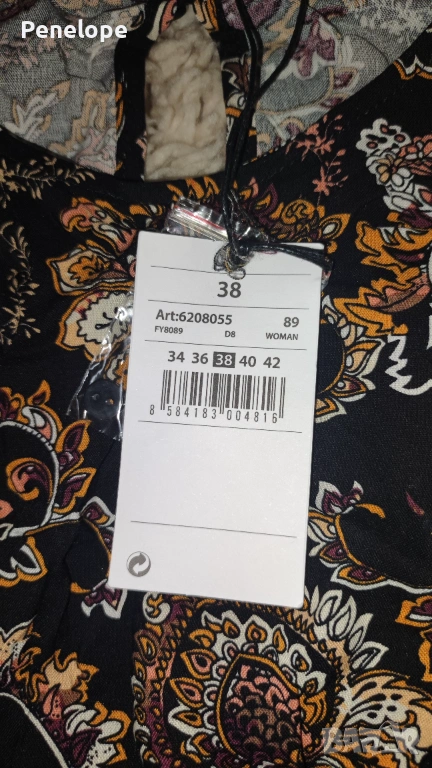 Penelope
38
Art:6208055 89
FY8089 D8 WOMAN
34 36 38 40 42
8 584183 004816